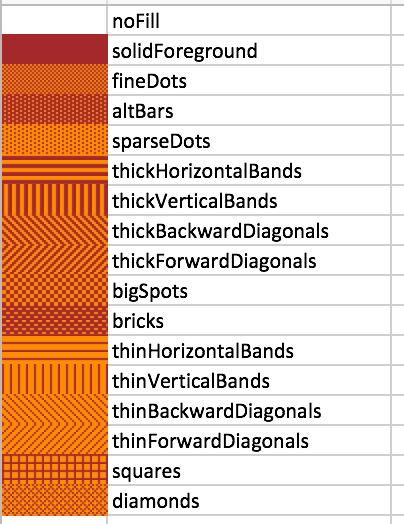 noFill
solidForeground
fineDots
altBars
sparseDots
thickHorizontalBands
thickVerticalBands
thickBackwardDiagonals
thickForwardDiagonals
bigSpots
bricks
thinHorizontalBands
thinVerticalBands
thinBackwardDiagonals
thinForwardDiagonals
squares
diamonds